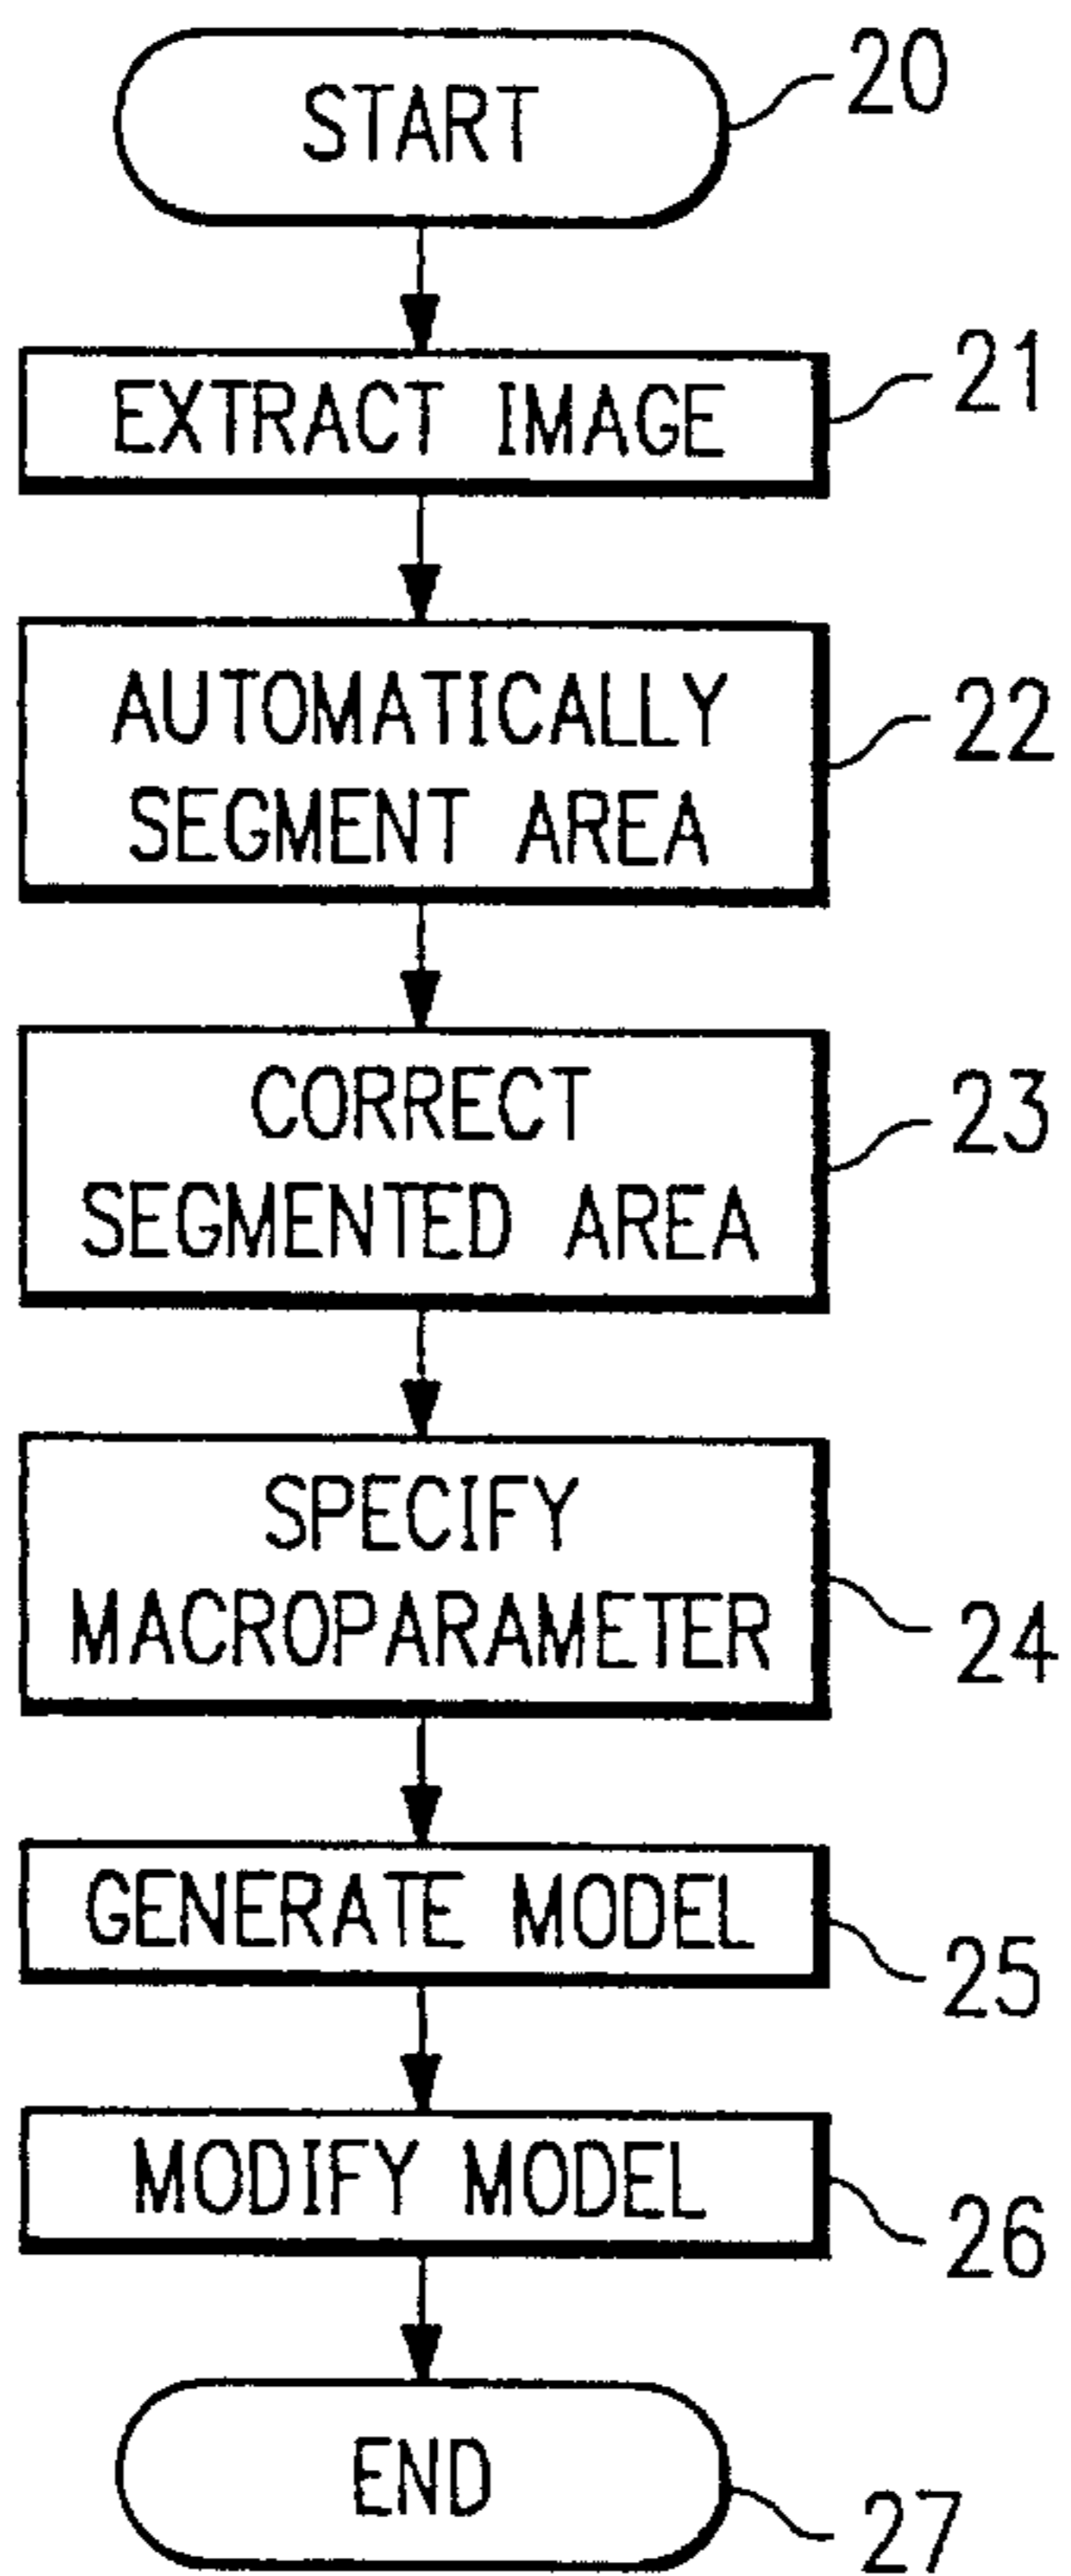 START
20
EXTRACT IMAGE
21
AUTOMATICALLY
SEGMENT AREA
22
CORRECT
SEGMENTED AREA
23
SPECIFY
MACROPARAMETER
24
GENERATE MODEL
25
MODIFY MODEL
26
END
27